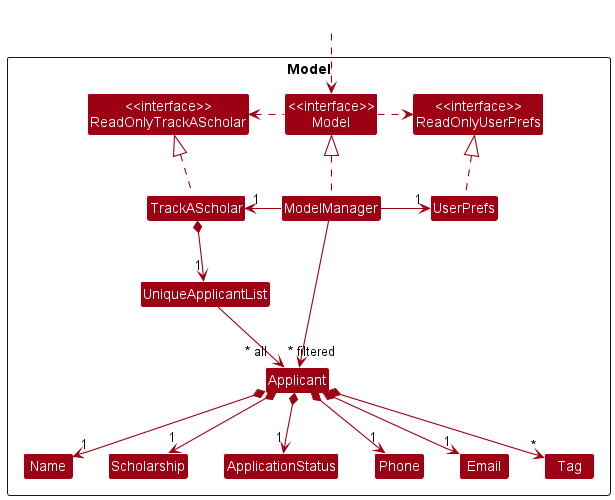 Model
<<interface>>
ReadOnlyTrackAScholar
<<interface>>
Model
<<interface>>
ReadOnlyUserPrefs
TrackAScholar
1
ModelManager
1
UserPrefs
1
UniqueApplicantList
* all
* filtered
Applicant
1
1
1
1
1
*
Name
Scholarship
ApplicationStatus
Phone
Email
Tag